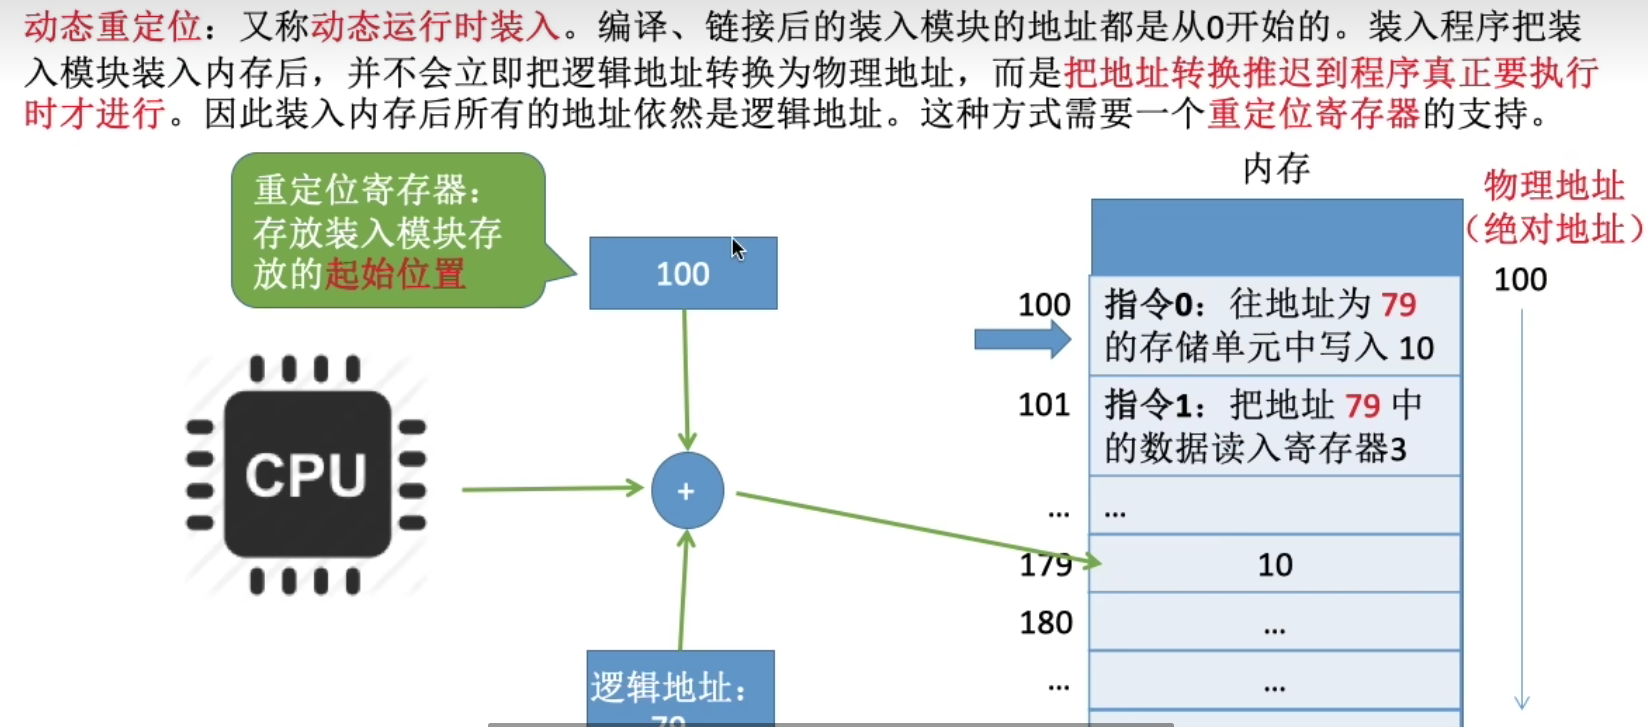 动态重定位：又称动态运行时装入。编译、链接后的装入模块的地址都是从0开始的。装入程序把装
入模块装入内存后，并不会立即把逻辑地址转换为物理地址，而是把地址转换推迟到程序真正要执行
时才进行。因此装入内存后所有的地址依然是逻辑地址。这种方式需要一个重定位寄存器的支持。
重定位寄存器：
存放装入模块存
放的起始位置
100
CPU
+
逻辑地址：
79
内存
物理地址
（绝对地址）
100
100
指令0：往地址为 79
的存储单元中写入 10
101
指令1：把地址 79 中
的数据读入寄存器3
... ...
179 10
180 ...
... ...